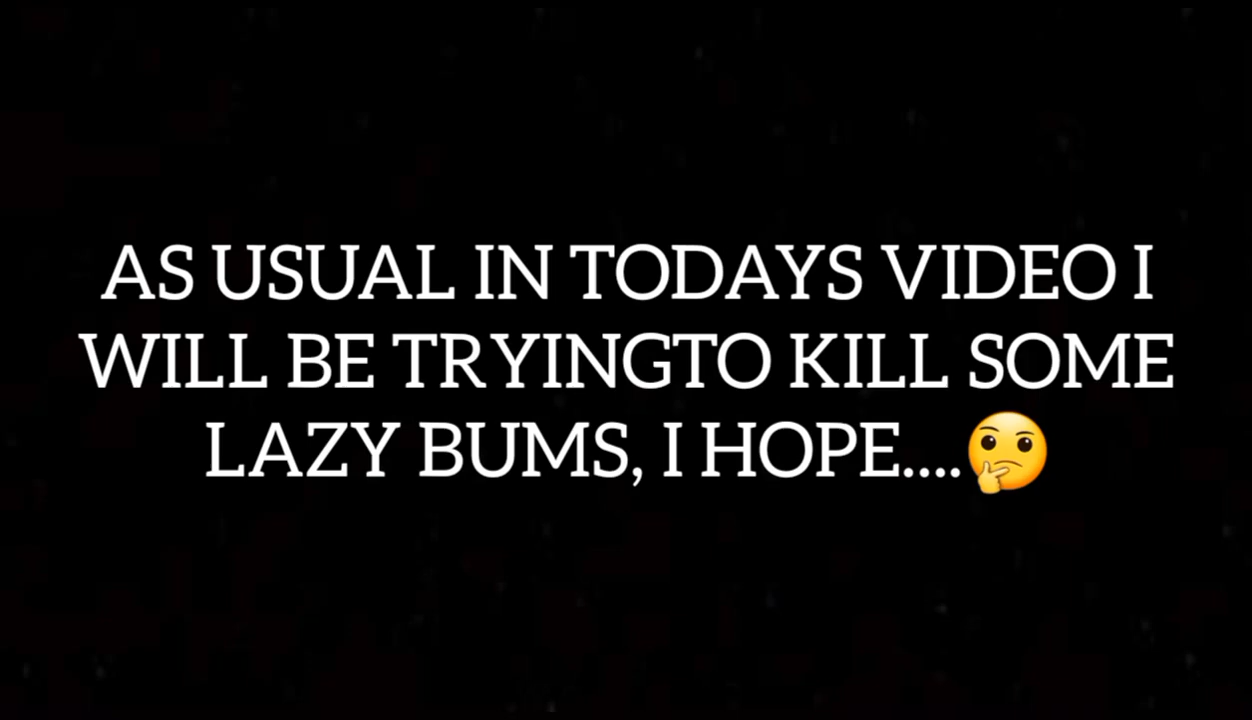 AS USUAL IN TODAYS VIDEO I
WILL BE TRYINGTO KILL SOME
LAZY BUMS, I HOPE....🤔